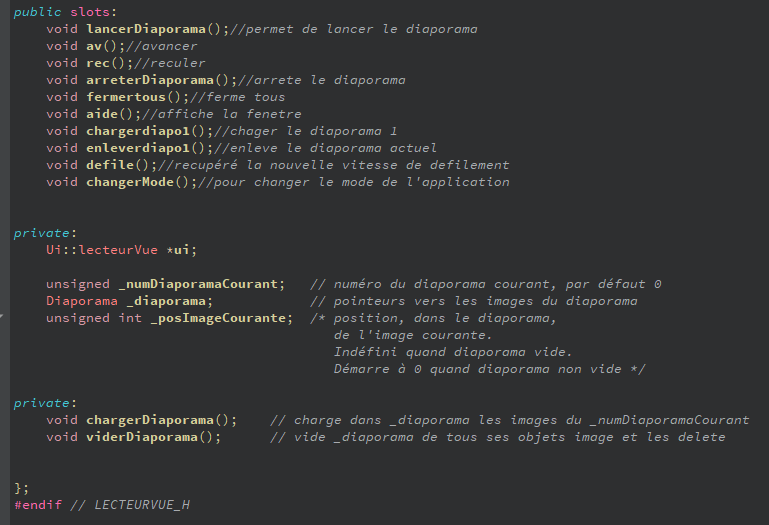 public slots:
    void lancerDiaporama();//permet de lancer le diaporama
    void av();//avancer
    void rec();//reculer
    void arreterDiaporama();//arrete le diaporama
    void fermertous();//ferme tous
    void aide();//affiche la fenetre
    void chargerdiapo1();//chager le diaporama 1
    void enleverdiapo1();//enleve le diaporama actuel
    void defile();//recupéré la nouvelle vitesse de defilement
    void changerMode();//pour changer le mode de l'application
private:
    Ui::lecteurVue *ui;
    unsigned _numDiaporamaCourant;   // numéro du diaporama courant, par défaut 0
    Diaporama _diaporama;            // pointeurs vers les images du diaporama
    unsigned int _posImageCourante;  /* position, dans le diaporama,
                                        de l'image courante.
                                        Indéfini quand diaporama vide.
                                        Démarre à 0 quand diaporama non vide */
private:
    void chargerDiaporama();    // charge dans _diaporama les images du _numDiaporamaCourant
    void viderDiaporama();      // vide _diaporama de tous ses objets image et les delete
};
#endif // LECTEURVUE_H